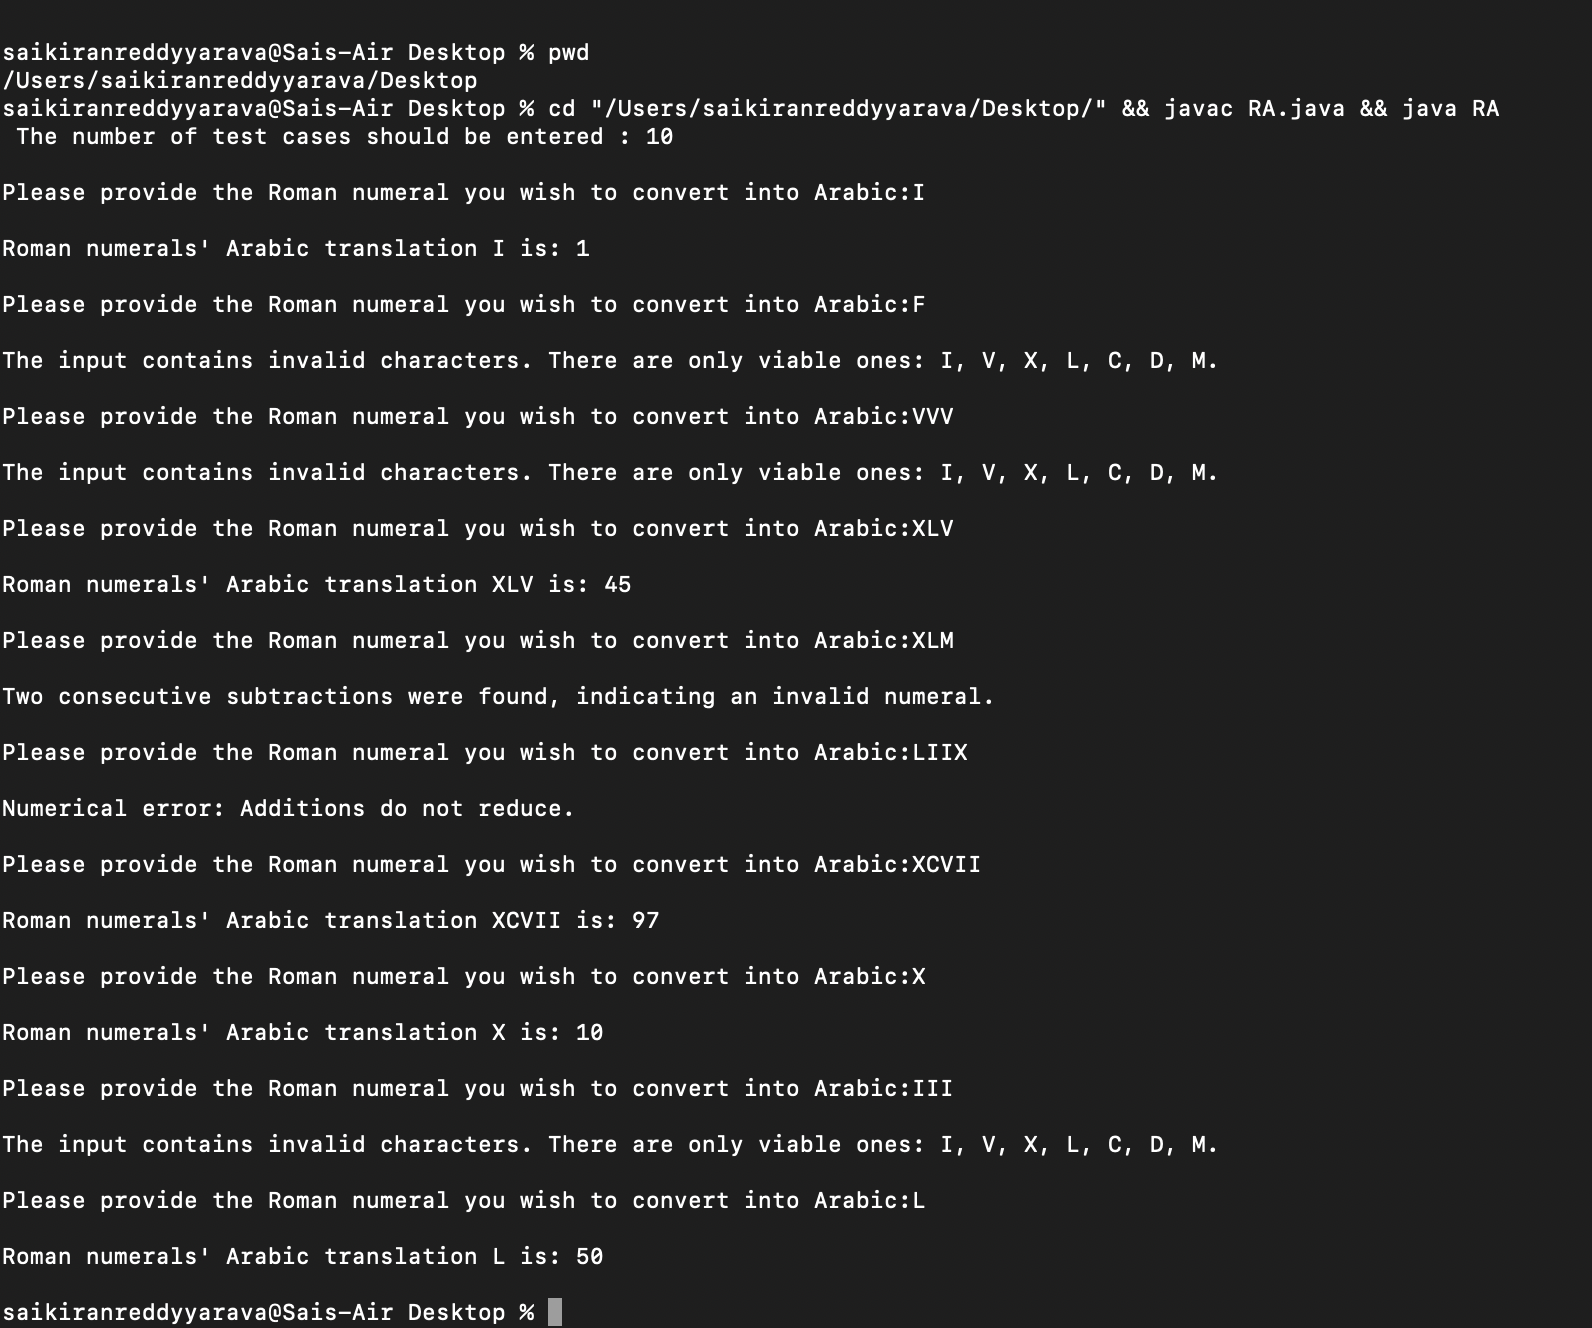 saikiranreddyyarava@Sais-Air Desktop % pwd
/Users/saikiranreddyyarava/Desktop
saikiranreddyyarava@Sais-Air Desktop % cd "/Users/saikiranreddyyarava/Desktop/" && javac RA.java && java RA
The number of test cases should be entered : 10
Please provide the Roman numeral you wish to convert into Arabic:I
Roman numerals' Arabic translation I is: 1
Please provide the Roman numeral you wish to convert into Arabic:F
The input contains invalid characters. There are only viable ones: I, V, X, L, C, D, M.
Please provide the Roman numeral you wish to convert into Arabic:VVV
The input contains invalid characters. There are only viable ones: I, V, X, L, C, D, M.
Please provide the Roman numeral you wish to convert into Arabic:XLV
Roman numerals' Arabic translation XLV is: 45
Please provide the Roman numeral you wish to convert into Arabic:XLM
Two consecutive subtractions were found, indicating an invalid numeral.
Please provide the Roman numeral you wish to convert into Arabic:LIIX
Numerical error: Additions do not reduce.
Please provide the Roman numeral you wish to convert into Arabic:XCVII
Roman numerals' Arabic translation XCVII is: 97
Please provide the Roman numeral you wish to convert into Arabic:X
Roman numerals' Arabic translation X is: 10
Please provide the Roman numeral you wish to convert into Arabic:III
The input contains invalid characters. There are only viable ones: I, V, X, L, C, D, M.
Please provide the Roman numeral you wish to convert into Arabic:L
Roman numerals' Arabic translation L is: 50
saikiranreddyyarava@Sais-Air Desktop %